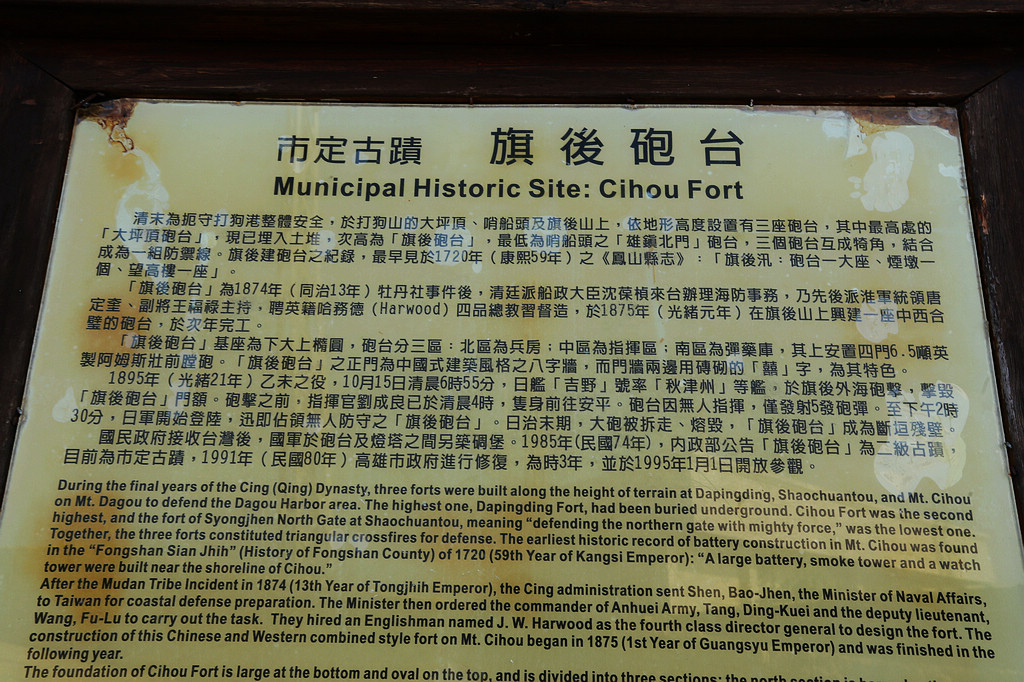 市定古蹟 旗後砲台
Municipal Historic Site: Cihou Fort
清末為扼守打狗港整體安全，於打狗山的大坪頂、哨船頭及旗後山上，依地形高度設置有三座砲台，其中最高處的
「大坪頂砲台」，現已埋入土堆，次高為「旗後砲台」，最低為哨船頭之「雄鎮北門」砲台，三個砲台互成犄角，結合
成為一組防禦線。旗後建砲台之紀錄，最早見於1720年（康熙59年）之《鳳山縣志》：「旗後汛：砲台一大座、煙墩一
個、望高樓一座」。
「旗後砲台」為1874年（同治13年）牡丹社事件後，清廷派船政大臣沈葆楨來台辦理海防事務，乃先後派淮軍統領唐
定奎、副將王福祿主持，聘英籍哈務德（Harwood）四品總教習督造，於1875年（光緒元年）在旗後山上興建一座中西合
璧的砲台，於次年完工。
「旗後砲台」基座為下大上橢圓，砲台分三區：北區為兵房；中區為指揮區；南區為彈藥庫，其上安置四門6.5噸英
製阿姆斯壯前膛砲。「旗後砲台」之正門為中國式建築風格之八字牆，而門牆兩邊用磚砌的「囍」字，為其特色。
1895年（光緒21年）乙未之役，10月15日清晨6時55分，日艦「吉野」號率「秋津州」等艦，於旗後外海砲擊，擊毀
「旗後砲台」門額。砲擊之前，指揮官劉成良已於清晨4時，隻身前往安平。砲台因無人指揮，僅發射5發砲彈。至下午2時
30分，日軍開始登陸，迅即佔領無人防守之「旗後砲台」。日治末期，大砲被拆走、熔毀，「旗後砲台」成為斷垣殘壁。
國民政府接收台灣後，國軍於砲台及燈塔之間另築碉堡。1985年(民國74年），內政部公告「旗後砲台」為二級古蹟，
目前為市定古蹟，1991年（民國80年）高雄市政府進行修復，為時3年，並於1995年1月1日開放參觀。
During the final years of the Cing (Qing) Dynasty, three forts were built along the height of terrain at Dapingding, Shaochuantou, and Mt. Cihou
on Mt. Dagou to defend the Dagou Harbor area. The highest one, Dapingding Fort, had been buried underground. Cihou Fort was the second
highest, and the fort of Syongjhen North Gate at Shaochuantou, meaning “defending the northern gate with mighty force,” was the lowest one.
Together, the three forts constituted triangular crossfires for defense. The earliest historic record of battery construction in Mt. Cihou was found
in the “Fongshan Sian Jhih” (History of Fongshan County) of 1720 (59th Year of Kangsi Emperor): “A large battery, smoke tower and a watch
tower were built near the shoreline of Cihou.”
After the Mudan Tribe Incident in 1874 (13th Year of Tongjhih Emperor), the Cing administration sent Shen, Bao-Jhen, the Minister of Naval Affairs,
to Taiwan for coastal defense preparation. The Minister then ordered the commander of Anhuei Army, Tang, Ding-Kuei and the deputy lieutenant,
Wang, Fu-Lu to carry out the task. They hired an Englishman named J. W. Harwood as the fourth class director general to design the fort. The
construction of this Chinese and Western combined style fort on Mt. Cihou began in 1875 (1st Year of Guangsyu Emperor) and was finished in the
following year.
The foundation of Cihou Fort is large at the bottom and oval on the top, and is divided into three sections: the north section is